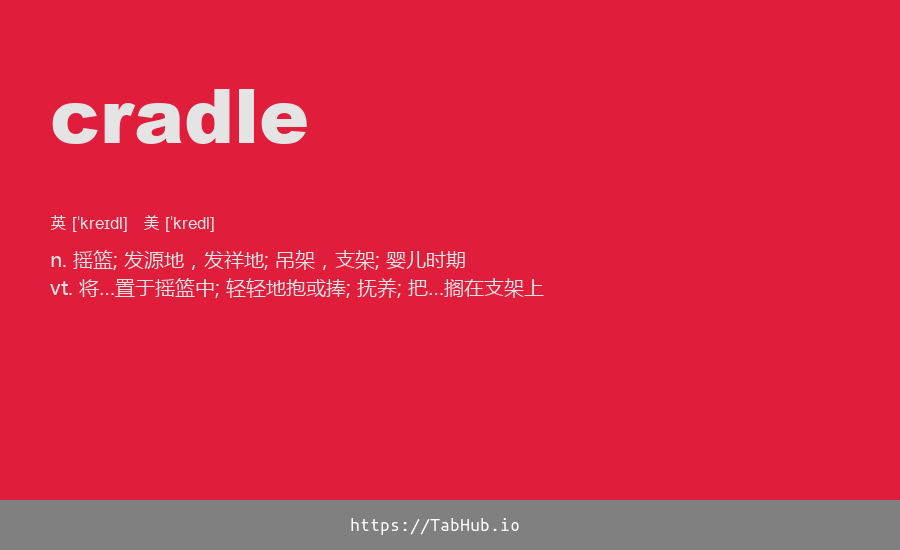 cradle
英 [ˈkreɪdl] 美 [ˈkredl]
n. 摇篮; 发源地，发祥地; 吊架，支架; 婴儿时期
vt. 将…置于摇篮中; 轻轻地抱或捧; 抚养; 把…搁在支架上
https://TabHub.io